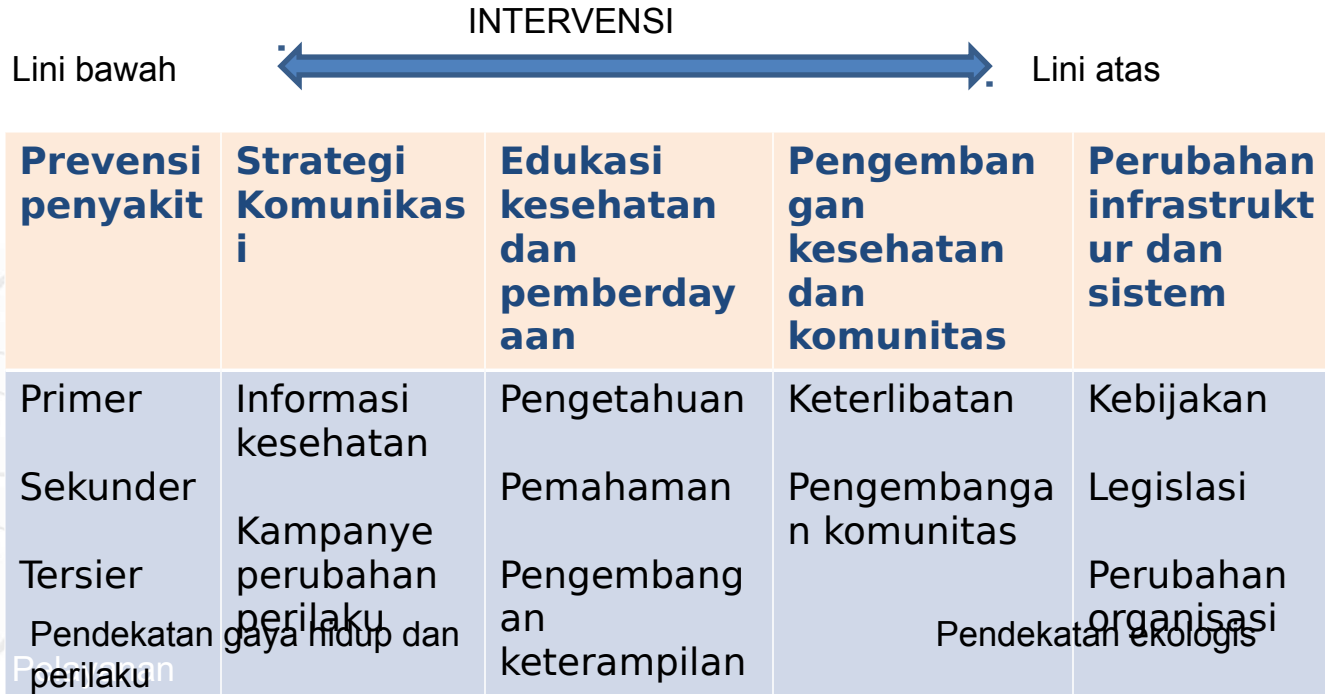 INTERVENSI
Lini bawah
Lini atas
Prevensi
penyakit
Strategi
Komunikas
i
Edukasi
kesehatan
dan
pemberday
aan
Pengemban
gan
kesehatan
dan
komunitas
Perubahan
infrastrukt
ur dan
sistem
Primer
Sekunder
Tersier
Informasi
kesehatan
Kampanye
perubahan
perilaku
Pengetahuan
Pemahaman
Pengembang
an
keterampilan
Keterlibatan
Pengembanga
n komunitas
Kebijakan
Legislasi
Perubahan
organisasi
Pendekatan gaya hidup dan
perilaku
Pendekatan ekologis